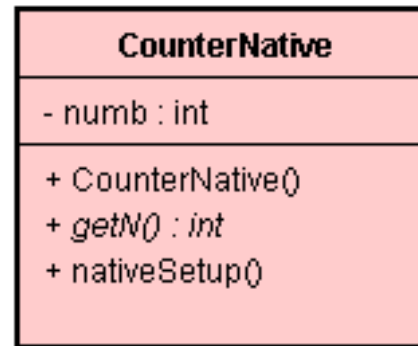 CounterNative
- numb : int
+ CounterNative()
+ getN() : int
+ nativeSetup()